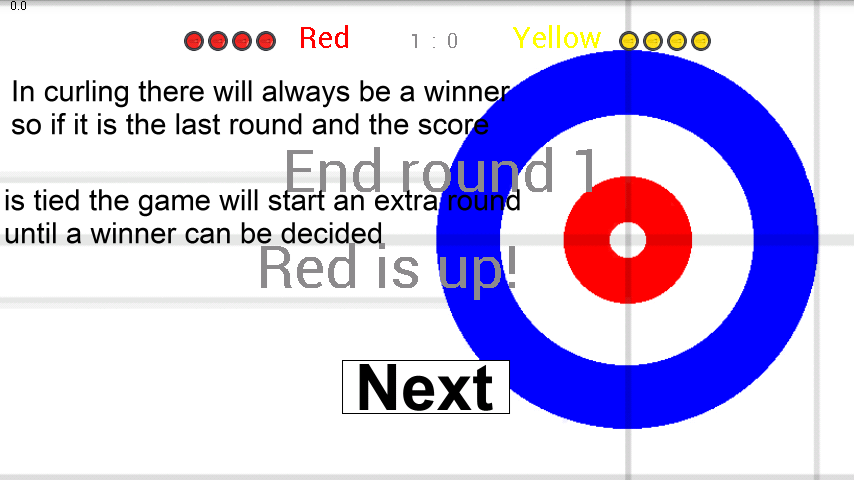 0.0
Red 1 : 0 Yellow
In curling there will always be a winner
so if it is the last round and the score
End round 1
is tied the game will start an extra round
until a winner can be decided
Red is up!
Next